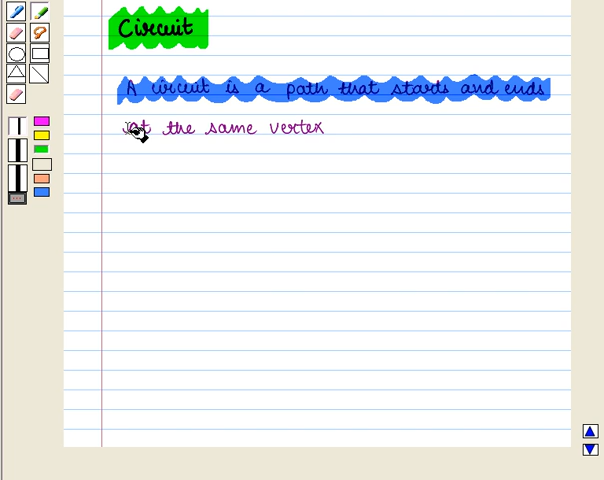 Circuit
A circuit is a path that starts and ends
at the same vertex